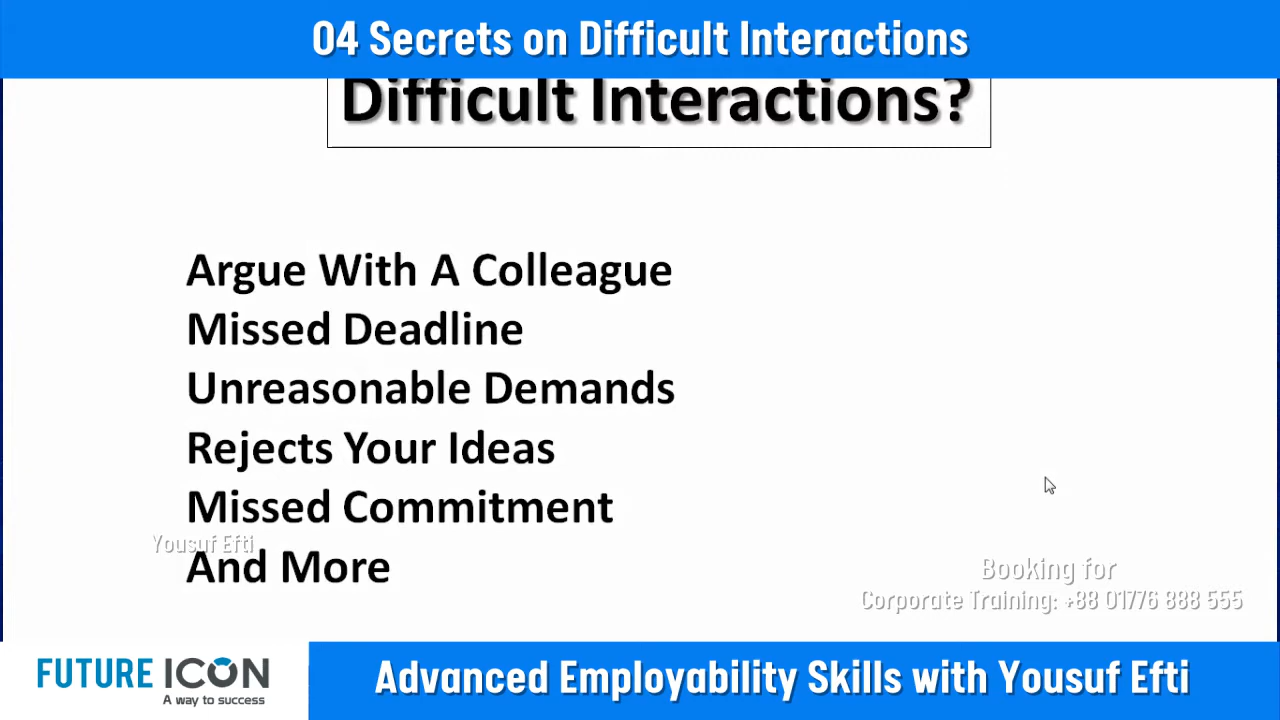 04 Secrets on Difficult Interactions
Difficult Interactions?
Argue With A Colleague
Missed Deadline
Unreasonable Demands
Rejects Your Ideas
Missed Commitment
Yousuf Efti
And More
Booking for
Corporate Training: +88 01776 888 555
FUTURE ICON
A way to success
Advanced Employability Skills with Yousuf Efti